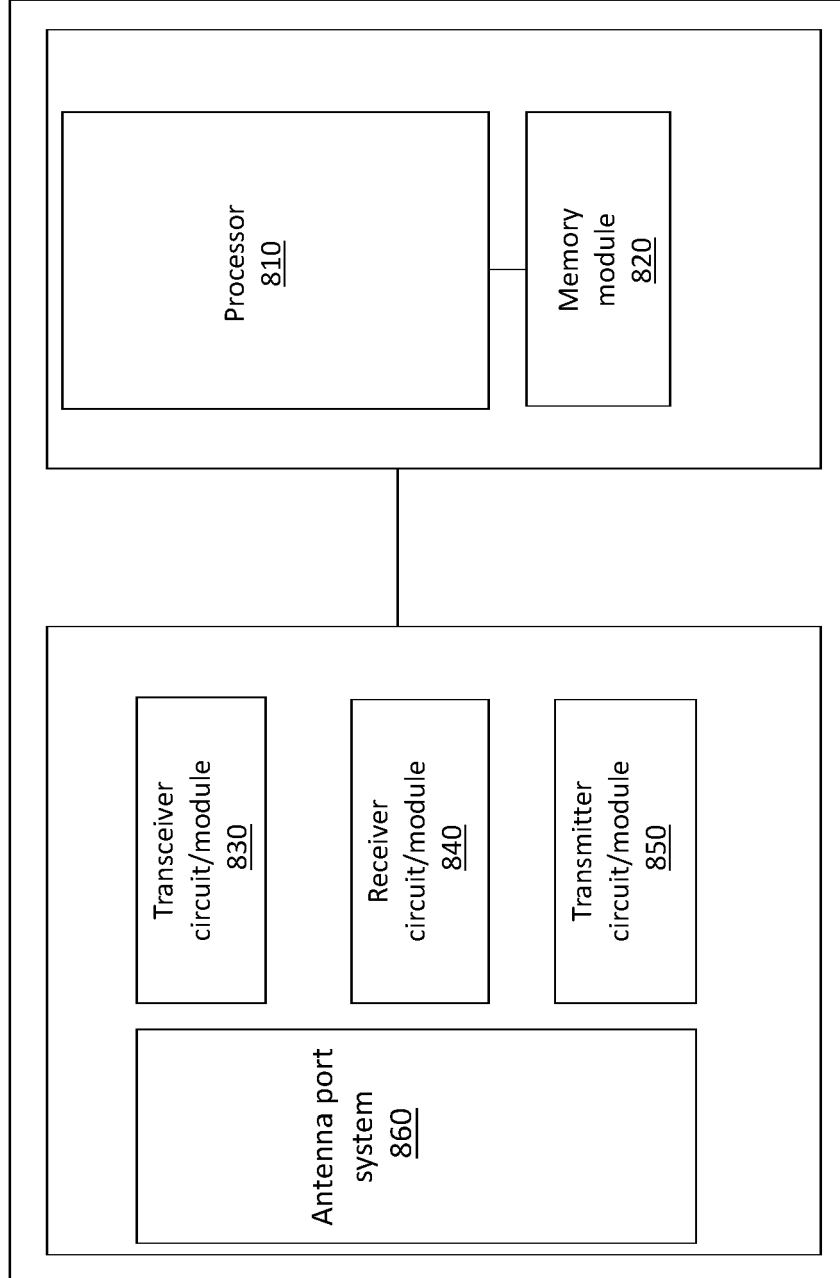 Processor
810
Memory
module
820
Transceiver
circuit/module
830
Receiver
circuit/module
840
Transmitter
circuit/module
850
Antenna port
system
860